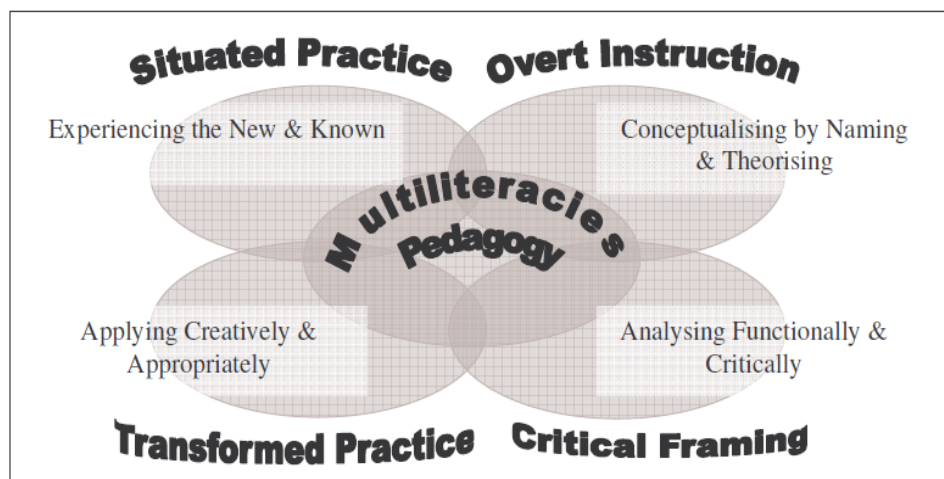 Situated Practice
Overt Instruction
Experiencing the New & Known
Conceptualising by Naming
& Theorising
Multiliteracies
Pedagogy
Applying Creatively &
Appropriately
Analysing Functionally &
Critically
Transformed Practice
Critical Framing